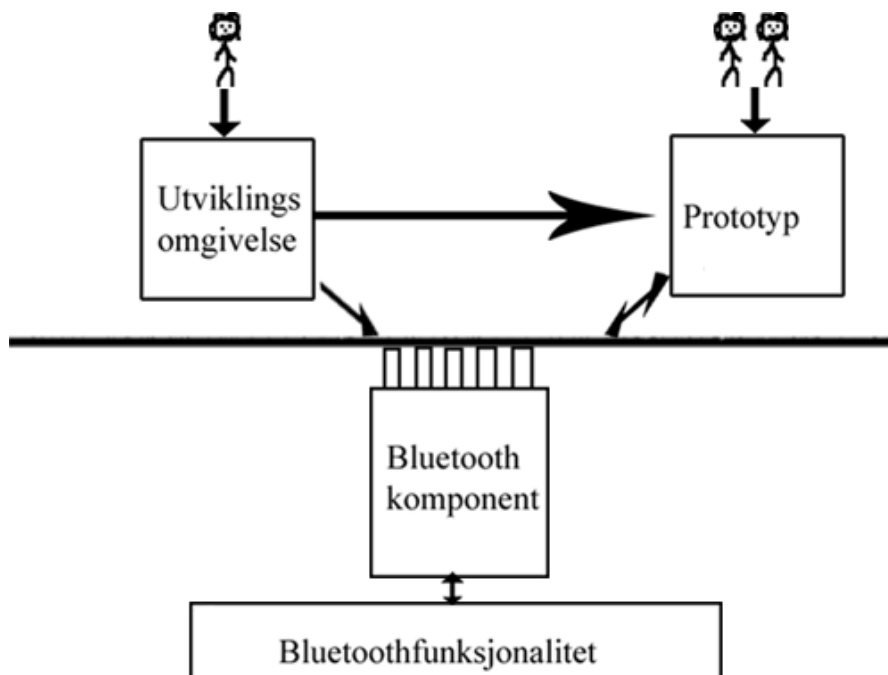 Utviklings
omgivelse
Prototyp
Bluetooth
komponent
Bluetoothfunksjonalitet